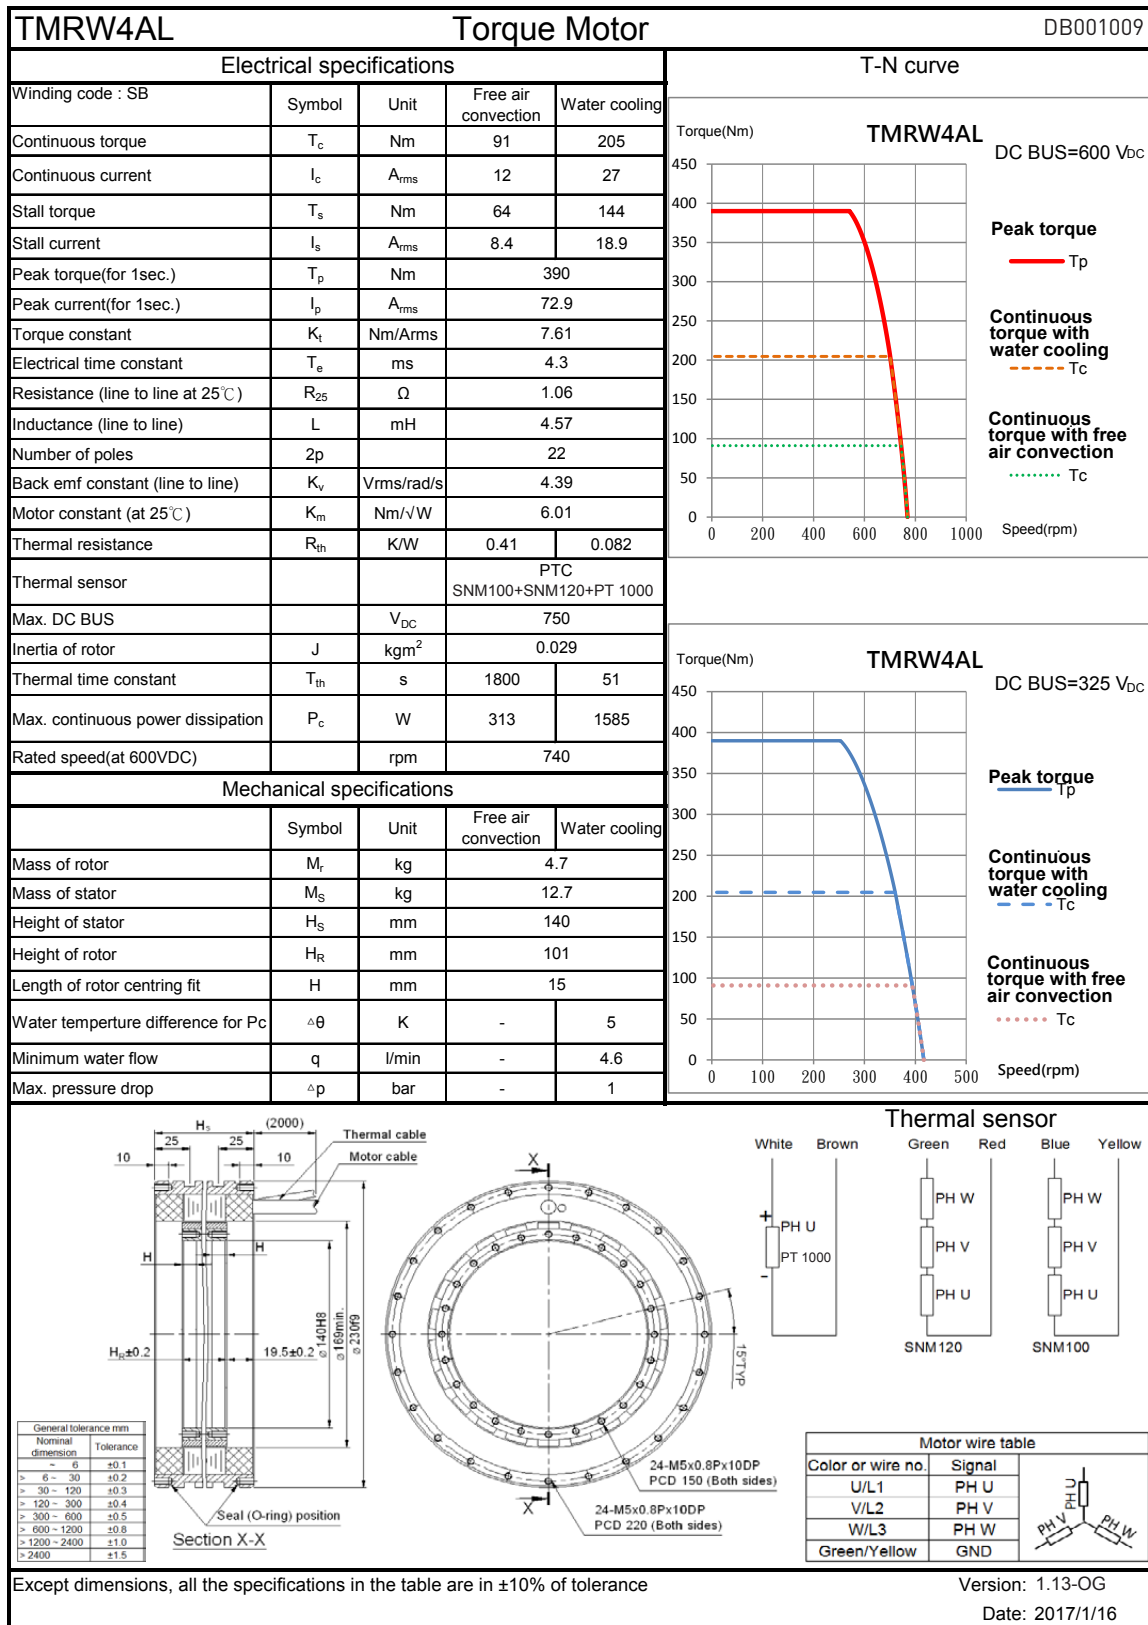 TMRW4AL Torque Motor DB001009
Electrical specifications
Winding code : SB Symbol Unit Free air convection Water cooling
Continuous torque Tc Nm 91 205
Continuous current Ic Arms 12 27
Stall torque Ts Nm 64 144
Stall current Is Arms 8.4 18.9
Peak torque(for 1sec.) Tp Nm 390
Peak current(for 1sec.) Ip Arms 72.9
Torque constant Kt Nm/Arms 7.61
Electrical time constant Te ms 4.3
Resistance (line to line at 25℃) R25 Ω 1.06
Inductance (line to line) L mH 4.57
Number of poles 2p 22
Back emf constant (line to line) Kv Vrms/rad/s 4.39
Motor constant (at 25℃) Km Nm/√W 6.01
Thermal resistance Rth K/W 0.41 0.082
Thermal sensor PTC SNM100+SNM120+PT 1000
Max. DC BUS VDC 750
Inertia of rotor J kgm² 0.029
Thermal time constant Tth s 1800 51
Max. continuous power dissipation Pc W 313 1585
Rated speed(at 600VDC) rpm 740
Mechanical specifications
Symbol Unit Free air convection Water cooling
Mass of rotor Mr kg 4.7
Mass of stator MS kg 12.7
Height of stator HS mm 140
Height of rotor HR mm 101
Length of rotor centring fit H mm 15
Water temperture difference for Pc △θ K - 5
Minimum water flow q l/min - 4.6
Max. pressure drop △p bar - 1
T-N curve
Torque(Nm) TMRW4AL
DC BUS=600 VDC
450
400
350
300
250
200
150
100
50
0
0 200 400 600 800 1000 Speed(rpm)
Peak torque
Tp
Continuous
torque with
water cooling
Tc
Continuous
torque with free
air convection
Tc
Torque(Nm) TMRW4AL
DC BUS=325 VDC
450
400
350
300
250
200
150
100
50
0
0 100 200 300 400 500 Speed(rpm)
Peak torque
Tp
Continuous
torque with
water cooling
Tc
Continuous
torque with free
air convection
Tc
Hs (2000)
25 25
10 10
Thermal cable
Motor cable
H H
HR±0.2 19.5±0.2
⌀140H8
⌀169min.
⌀230f9
Seal (O-ring) position
Section X-X
X
X
15°TYP
24-M5x0.8Px10DP
PCD 150 (Both sides)
24-M5x0.8Px10DP
PCD 220 (Both sides)
General tolerance mm
Nominal dimension Tolerance
~ 6 ±0.1
> 6 ~ 30 ±0.2
> 30 ~ 120 ±0.3
> 120 ~ 300 ±0.4
> 300 ~ 600 ±0.5
> 600 ~ 1200 ±0.8
> 1200 ~ 2400 ±1.0
> 2400 ±1.5
Thermal sensor
White Brown Green Red Blue Yellow
+
PH U
PT 1000
-
PH W
PH V
PH U
SNM120
PH W
PH V
PH U
SNM100
Motor wire table
Color or wire no. Signal
U/L1 PH U
V/L2 PH V
W/L3 PH W
Green/Yellow GND
PH U
PH V
PH W
Except dimensions, all the specifications in the table are in ±10% of tolerance
Version: 1.13-OG
Date: 2017/1/16